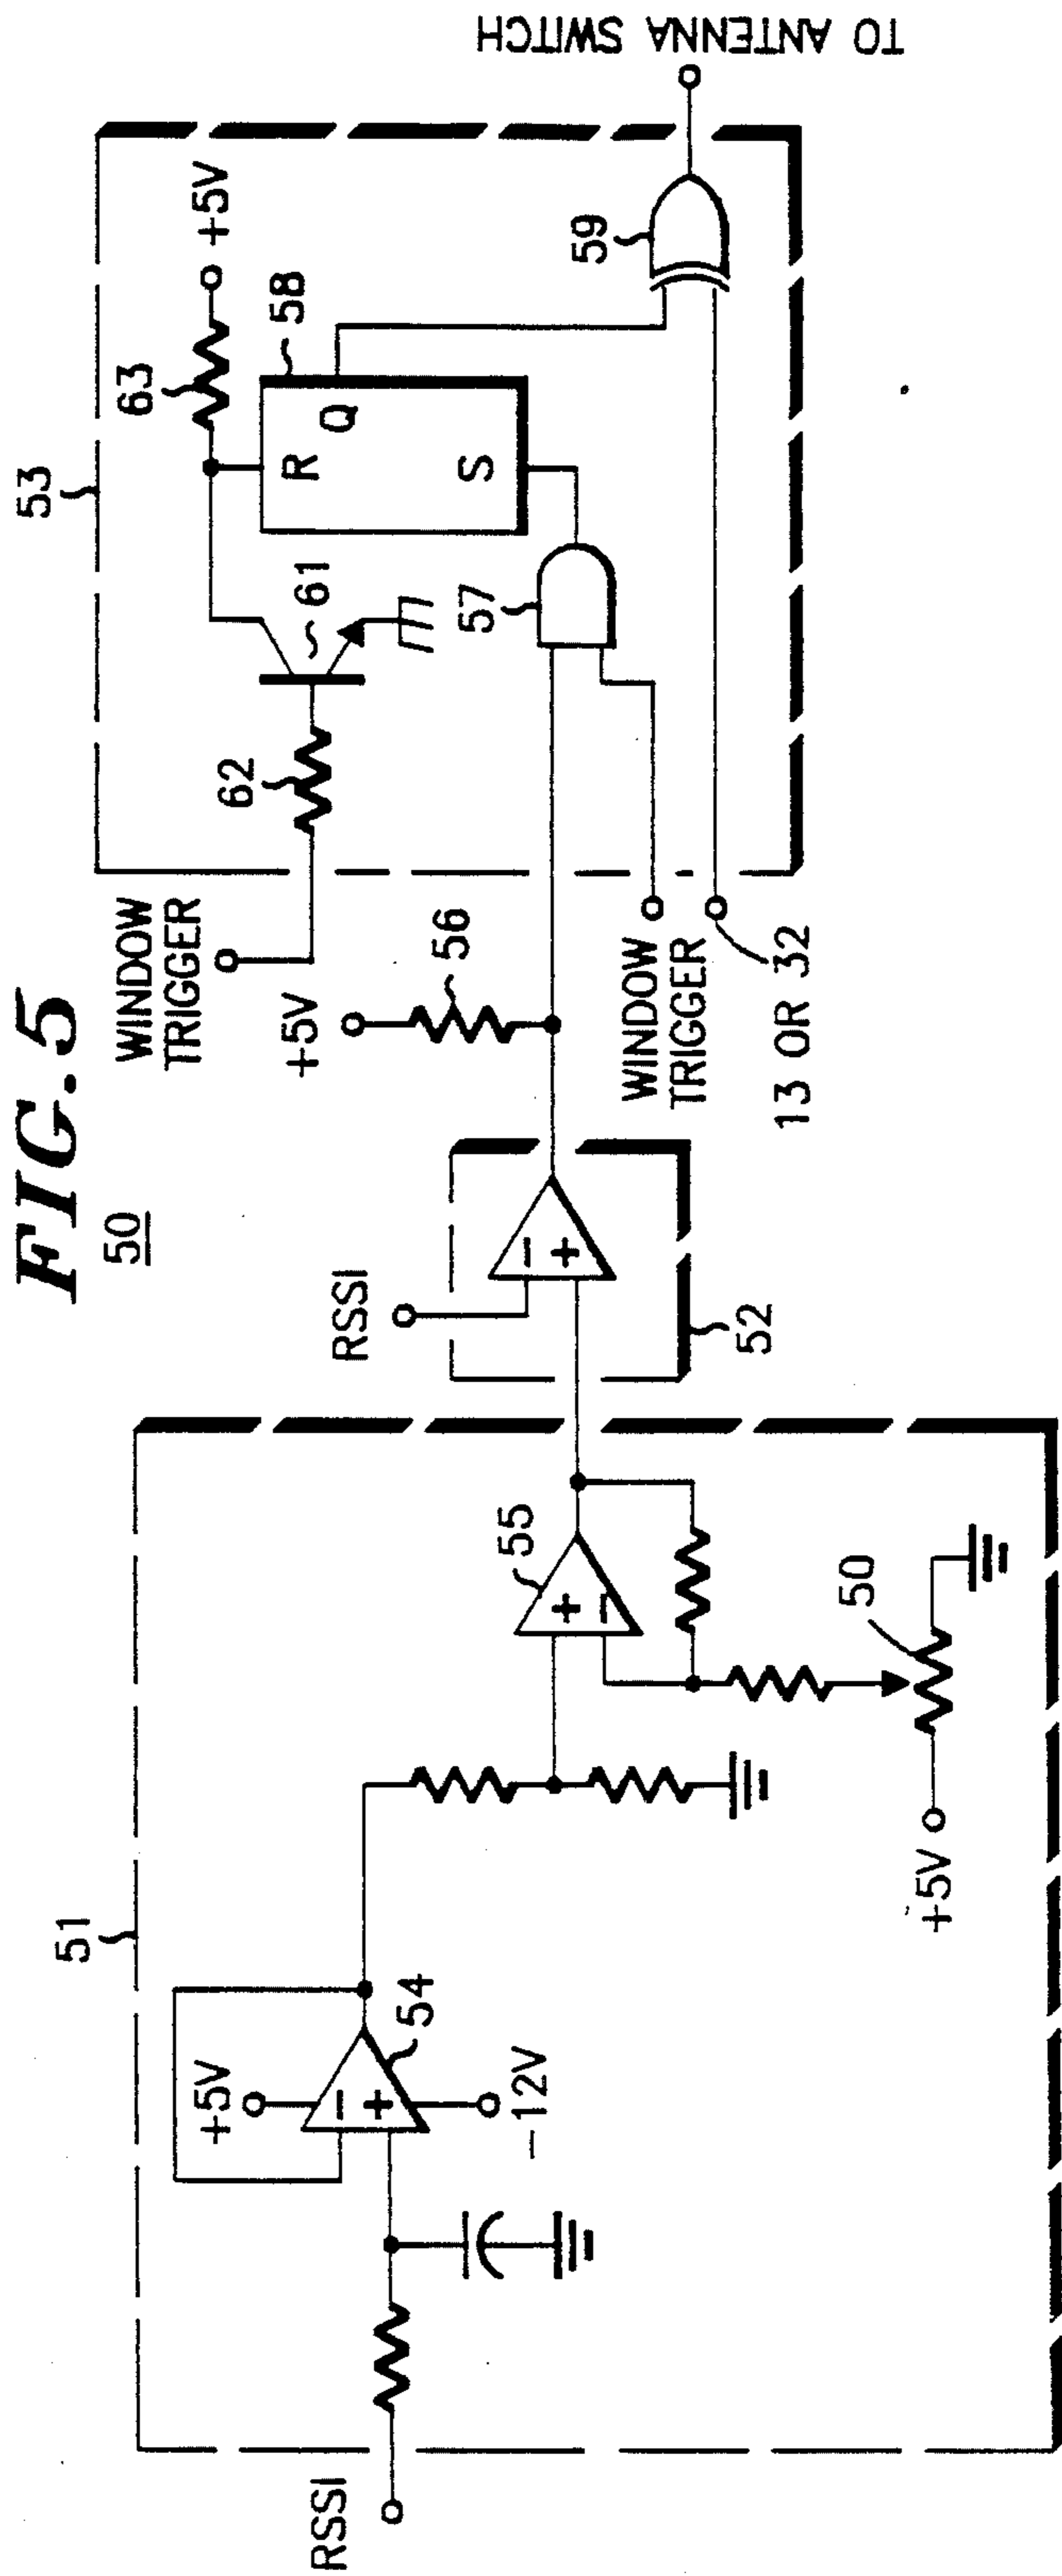 FIG. 5
50
53
WINDOW
TRIGGER
+5V
63
58
R
Q
S
61
62
57
59
TO ANTENNA SWITCH
+5V
56
WINDOW
TRIGGER
13 OR 32
RSSI
- +
52
51
+5V
- +
54
-12V
RSSI
55
+ -
50
+5V